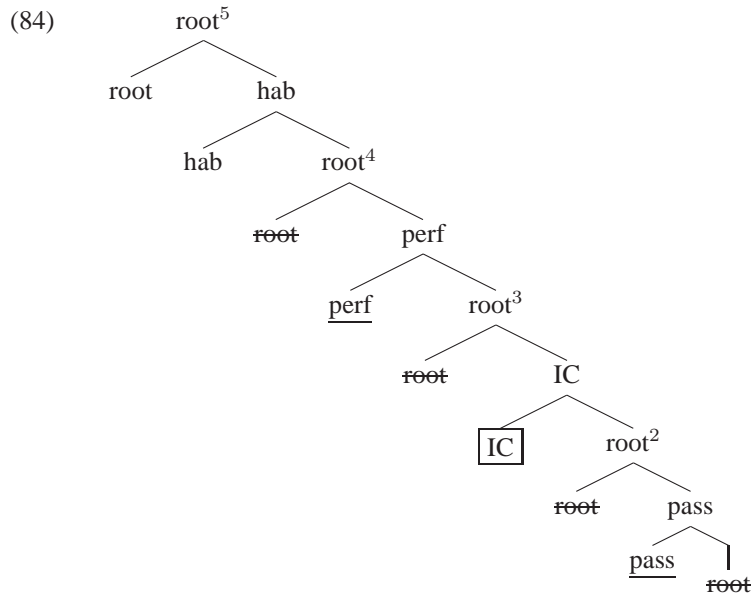 (84) root⁵
root hab
hab root⁴
root perf
perf root³
root IC
IC root²
root pass
pass root